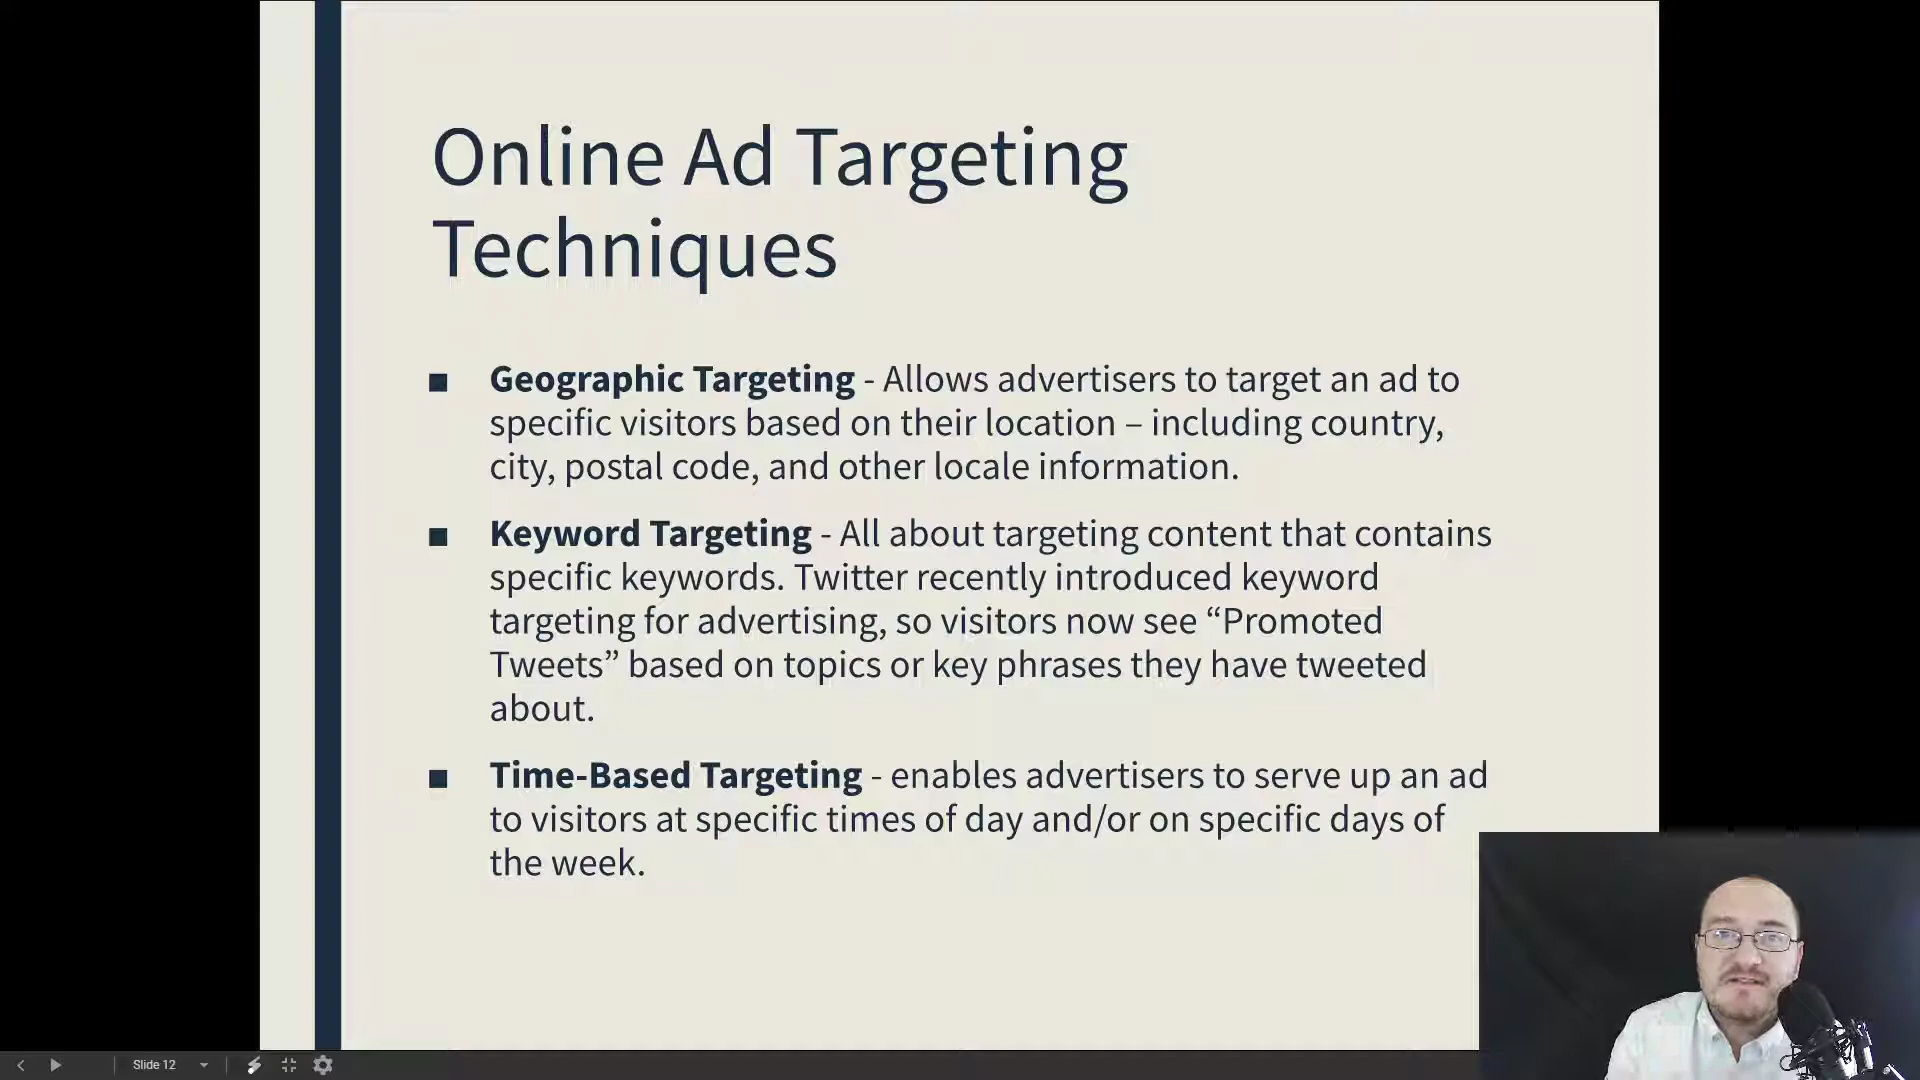 Online Ad Targeting
Techniques
■ Geographic Targeting - Allows advertisers to target an ad to
specific visitors based on their location – including country,
city, postal code, and other locale information.
■ Keyword Targeting - All about targeting content that contains
specific keywords. Twitter recently introduced keyword
targeting for advertising, so visitors now see “Promoted
Tweets” based on topics or key phrases they have tweeted
about.
■ Time-Based Targeting - enables advertisers to serve up an ad
to visitors at specific times of day and/or on specific days of
the week.
Slide 12